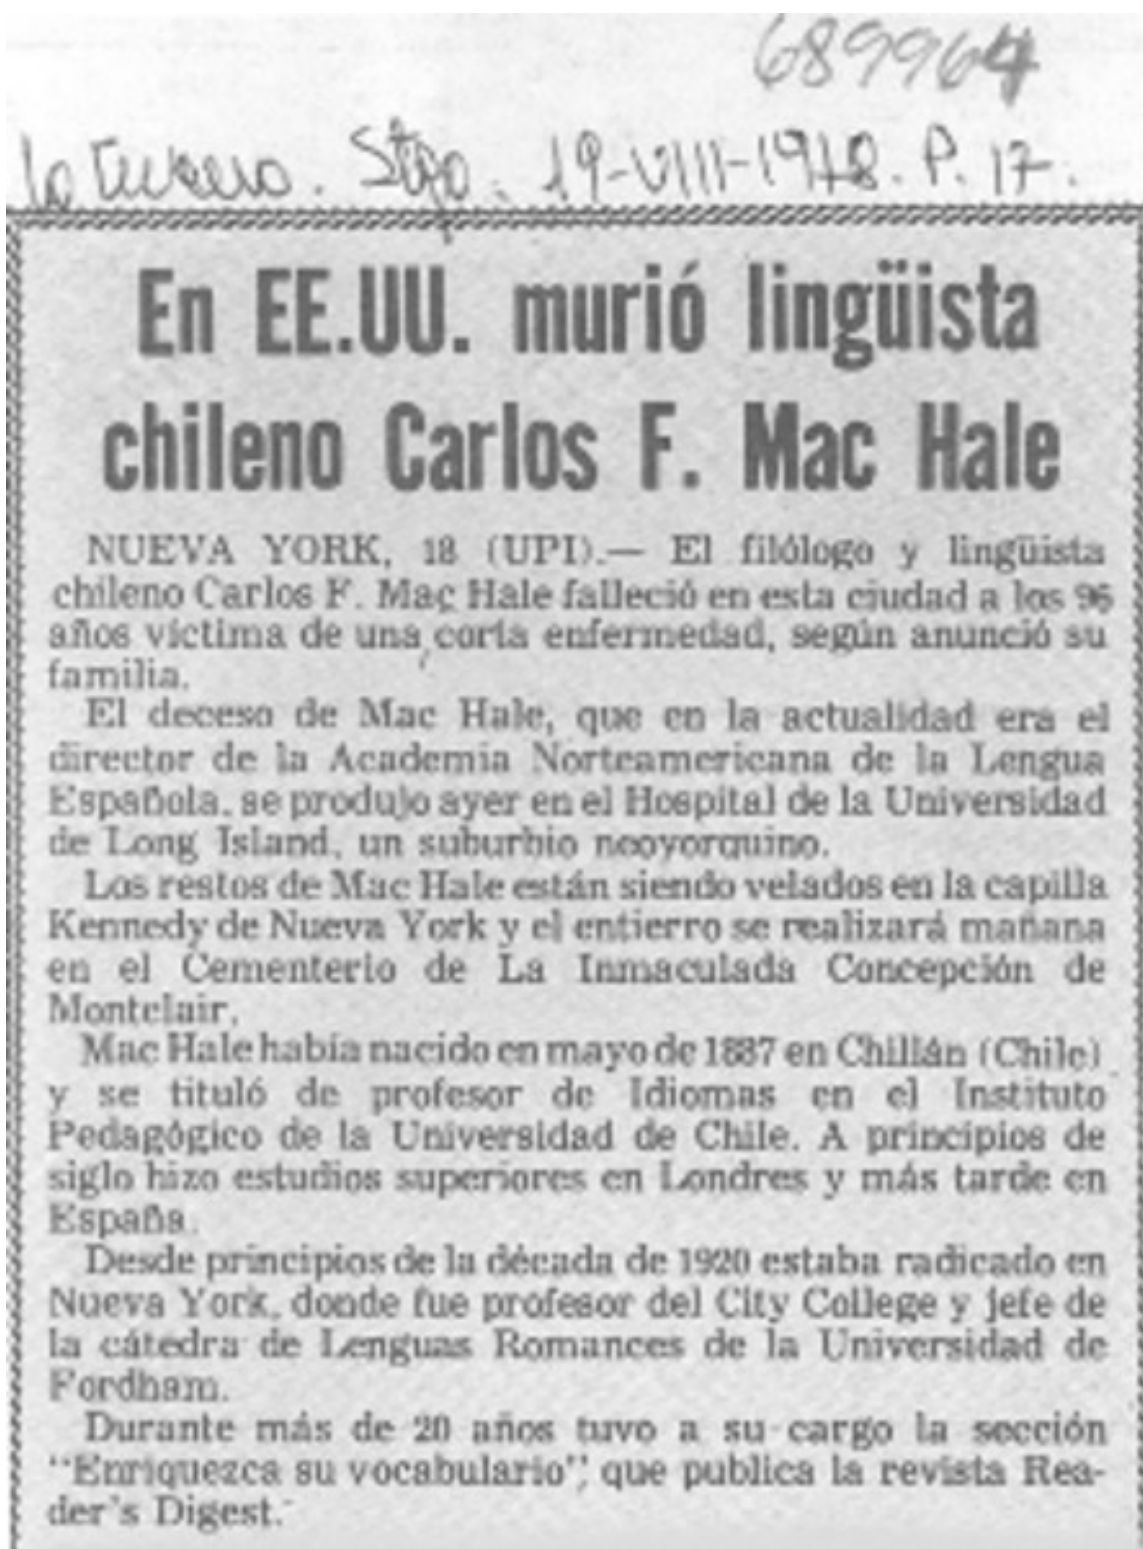 689964
La Tercera. Stgo. 19-VIII-1978. P. 17.
En EE.UU. murió lingüista
chileno Carlos F. Mac Hale
NUEVA YORK, 18 (UPI).— El filólogo y lingüista
chileno Carlos F. Mac Hale falleció en esta ciudad a los 96
años víctima de una corta enfermedad, según anunció su
familia.
El deceso de Mac Hale, que en la actualidad era el
director de la Academia Norteamericana de la Lengua
Española, se produjo ayer en el Hospital de la Universidad
de Long Island, un suburbio neoyorquino.
Los restos de Mac Hale están siendo velados en la capilla
Kennedy de Nueva York y el entierro se realizará mañana
en el Cementerio de La Inmaculada Concepción de
Montclair.
Mac Hale había nacido en mayo de 1887 en Chillán (Chile)
y se tituló de profesor de Idiomas en el Instituto
Pedagógico de la Universidad de Chile. A principios de
siglo hizo estudios superiores en Londres y más tarde en
España.
Desde principios de la década de 1920 estaba radicado en
Nueva York, donde fue profesor del City College y jefe de
la cátedra de Lenguas Romances de la Universidad de
Fordham.
Durante más de 20 años tuvo a su cargo la sección
"Enriquezca su vocabulario", que publica la revista Rea-
der's Digest.